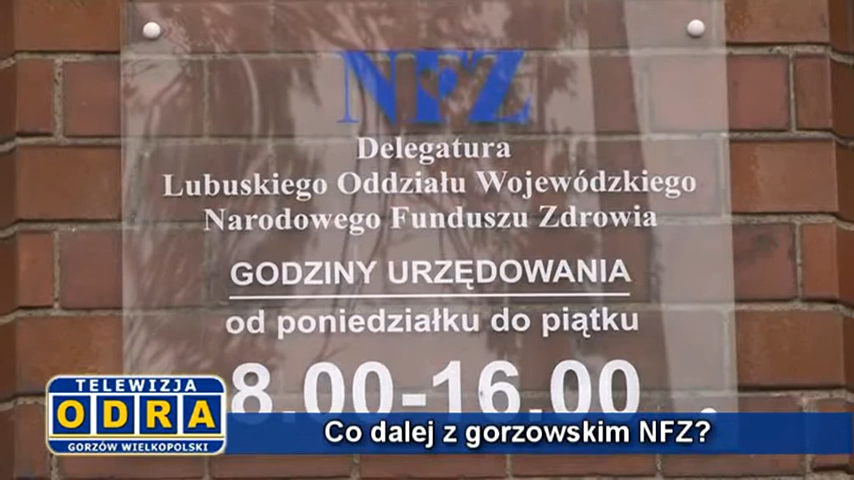 NFZ
Delegatura
Lubuskiego Oddziału Wojewódzkiego
Narodowego Funduszu Zdrowia
GODZINY URZĘDOWANIA
od poniedziałku do piątku
8.00-16.00
TELEWIZJA
ODRA
GORZÓW WIELKOPOLSKI
Co dalej z gorzowskim NFZ?